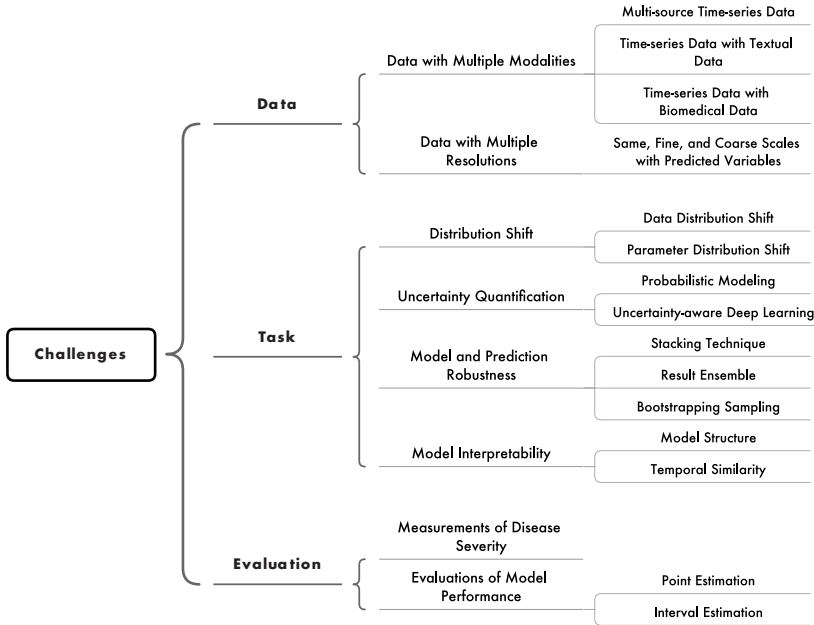 Challenges
Data
Data with Multiple Modalities
Multi-source Time-series Data
Time-series Data with Textual
Data
Time-series Data with
Biomedical Data
Data with Multiple
Resolutions
Same, Fine, and Coarse Scales
with Predicted Variables
Task
Distribution Shift
Data Distribution Shift
Parameter Distribution Shift
Uncertainty Quantification
Probabilistic Modeling
Uncertainty-aware Deep Learning
Model and Prediction
Robustness
Stacking Technique
Result Ensemble
Bootstrapping Sampling
Model Interpretability
Model Structure
Temporal Similarity
Evaluation
Measurements of Disease
Severity
Evaluations of Model
Performance
Point Estimation
Interval Estimation